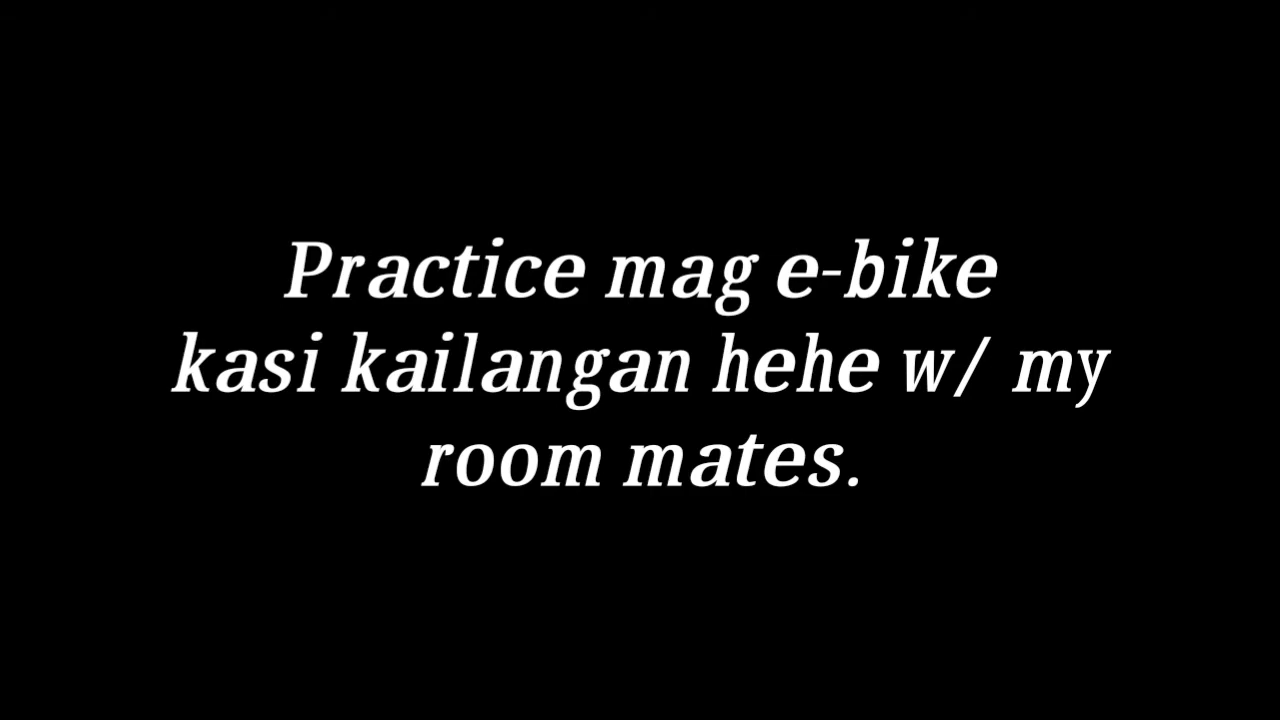 Practice mag e-bike
kasi kailangan hehe w/ my
room mates.